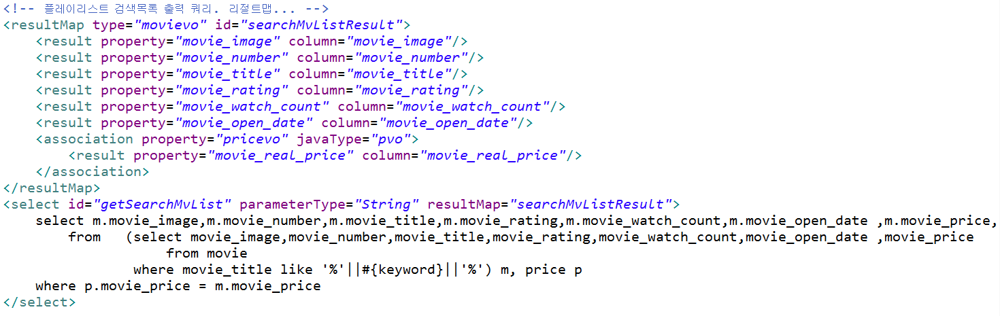 <!-- 플레이리스트 검색목록 출력 쿼리. 리절트맵... -->
<resultMap type="movievo" id="searchMvListResult">
    <result property="movie_image" column="movie_image"/>
    <result property="movie_number" column="movie_number"/>
    <result property="movie_title" column="movie_title"/>
    <result property="movie_rating" column="movie_rating"/>
    <result property="movie_watch_count" column="movie_watch_count"/>
    <result property="movie_open_date" column="movie_open_date"/>
    <association property="pricevo" javaType="pvo">
        <result property="movie_real_price" column="movie_real_price"/>
    </association>
</resultMap>
<select id="getSearchMvList" parameterType="String" resultMap="searchMvListResult">
    select m.movie_image,m.movie_number,m.movie_title,m.movie_rating,m.movie_watch_count,m.movie_open_date ,m.movie_price,
        from   (select movie_image,movie_number,movie_title,movie_rating,movie_watch_count,movie_open_date ,movie_price
                    from movie
                where movie_title like '%'||#{keyword}||'%') m, price p
    where p.movie_price = m.movie_price
</select>